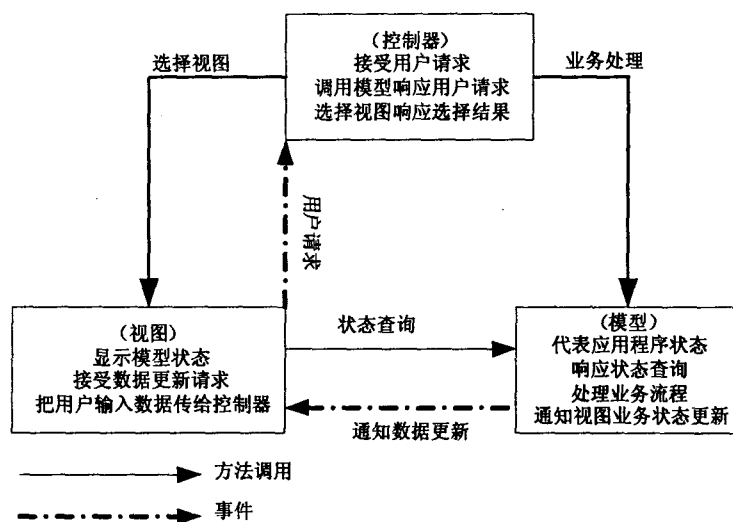 (控制器)
接受用户请求
调用模型响应用户请求
选择视图响应选择结果
选择视图
业务处理
用户请求
(视图)
显示模型状态
接受数据更新请求
把用户输入数据传给控制器
状态查询
(模型)
代表应用程序状态
响应状态查询
处理业务流程
通知视图业务状态更新
通知数据更新
方法调用
事件